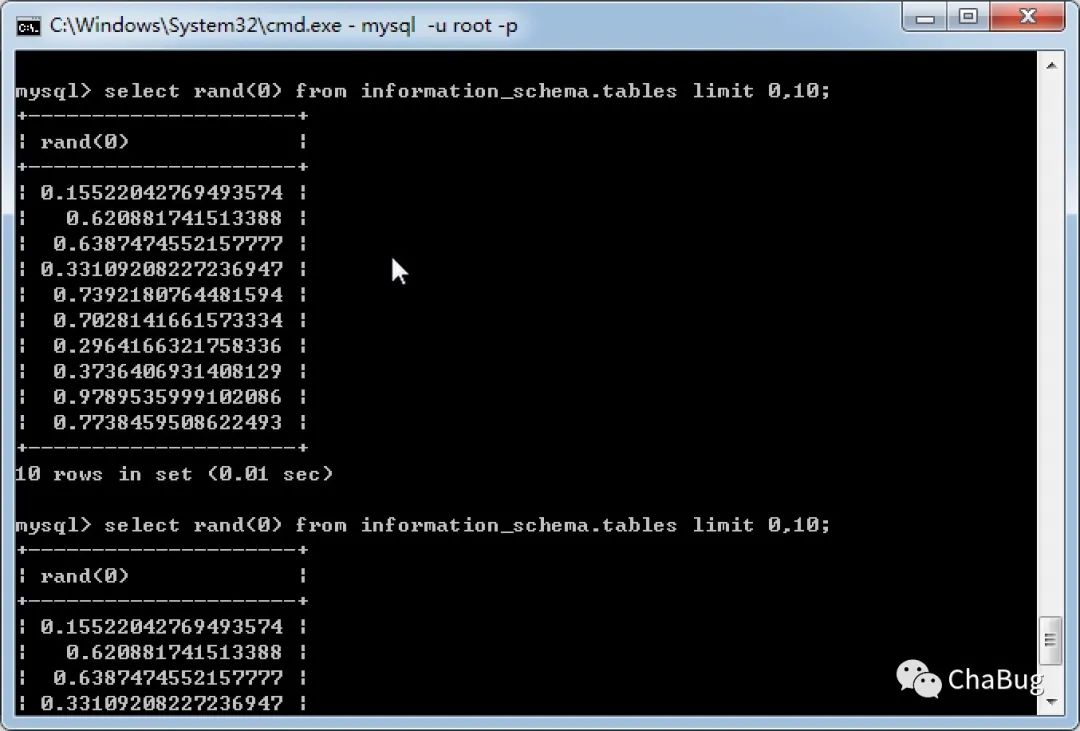 C:\Windows\System32\cmd.exe - mysql  -u root -p
mysql> select rand(0) from information_schema.tables limit 0,10;
+---------------------+
| rand(0)             |
+---------------------+
| 0.15522042769493574 |
|   0.620881741513388 |
|  0.6387474552157777 |
| 0.33109208227236947 |
|  0.7392180764481594 |
|  0.7028141661573334 |
|  0.2964166321758336 |
|  0.3736406931408129 |
|  0.9789535999102086 |
|  0.7738459508622493 |
+---------------------+
10 rows in set (0.01 sec)
mysql> select rand(0) from information_schema.tables limit 0,10;
+---------------------+
| rand(0)             |
+---------------------+
| 0.15522042769493574 |
|   0.620881741513388 |
|  0.6387474552157777 |
| 0.33109208227236947 |
ChaBug